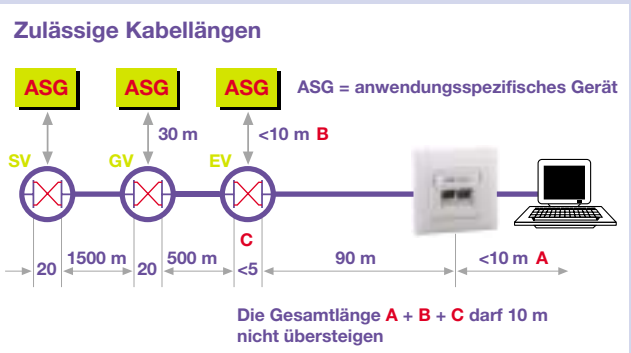 Zulässige Kabellängen
ASG ASG ASG ASG = anwendungsspezifisches Gerät
30 m <10 m B
SV GV EV
C
20 1500 m 20 500 m <5 90 m <10 m A
Die Gesamtlänge A + B + C darf 10 m
nicht übersteigen